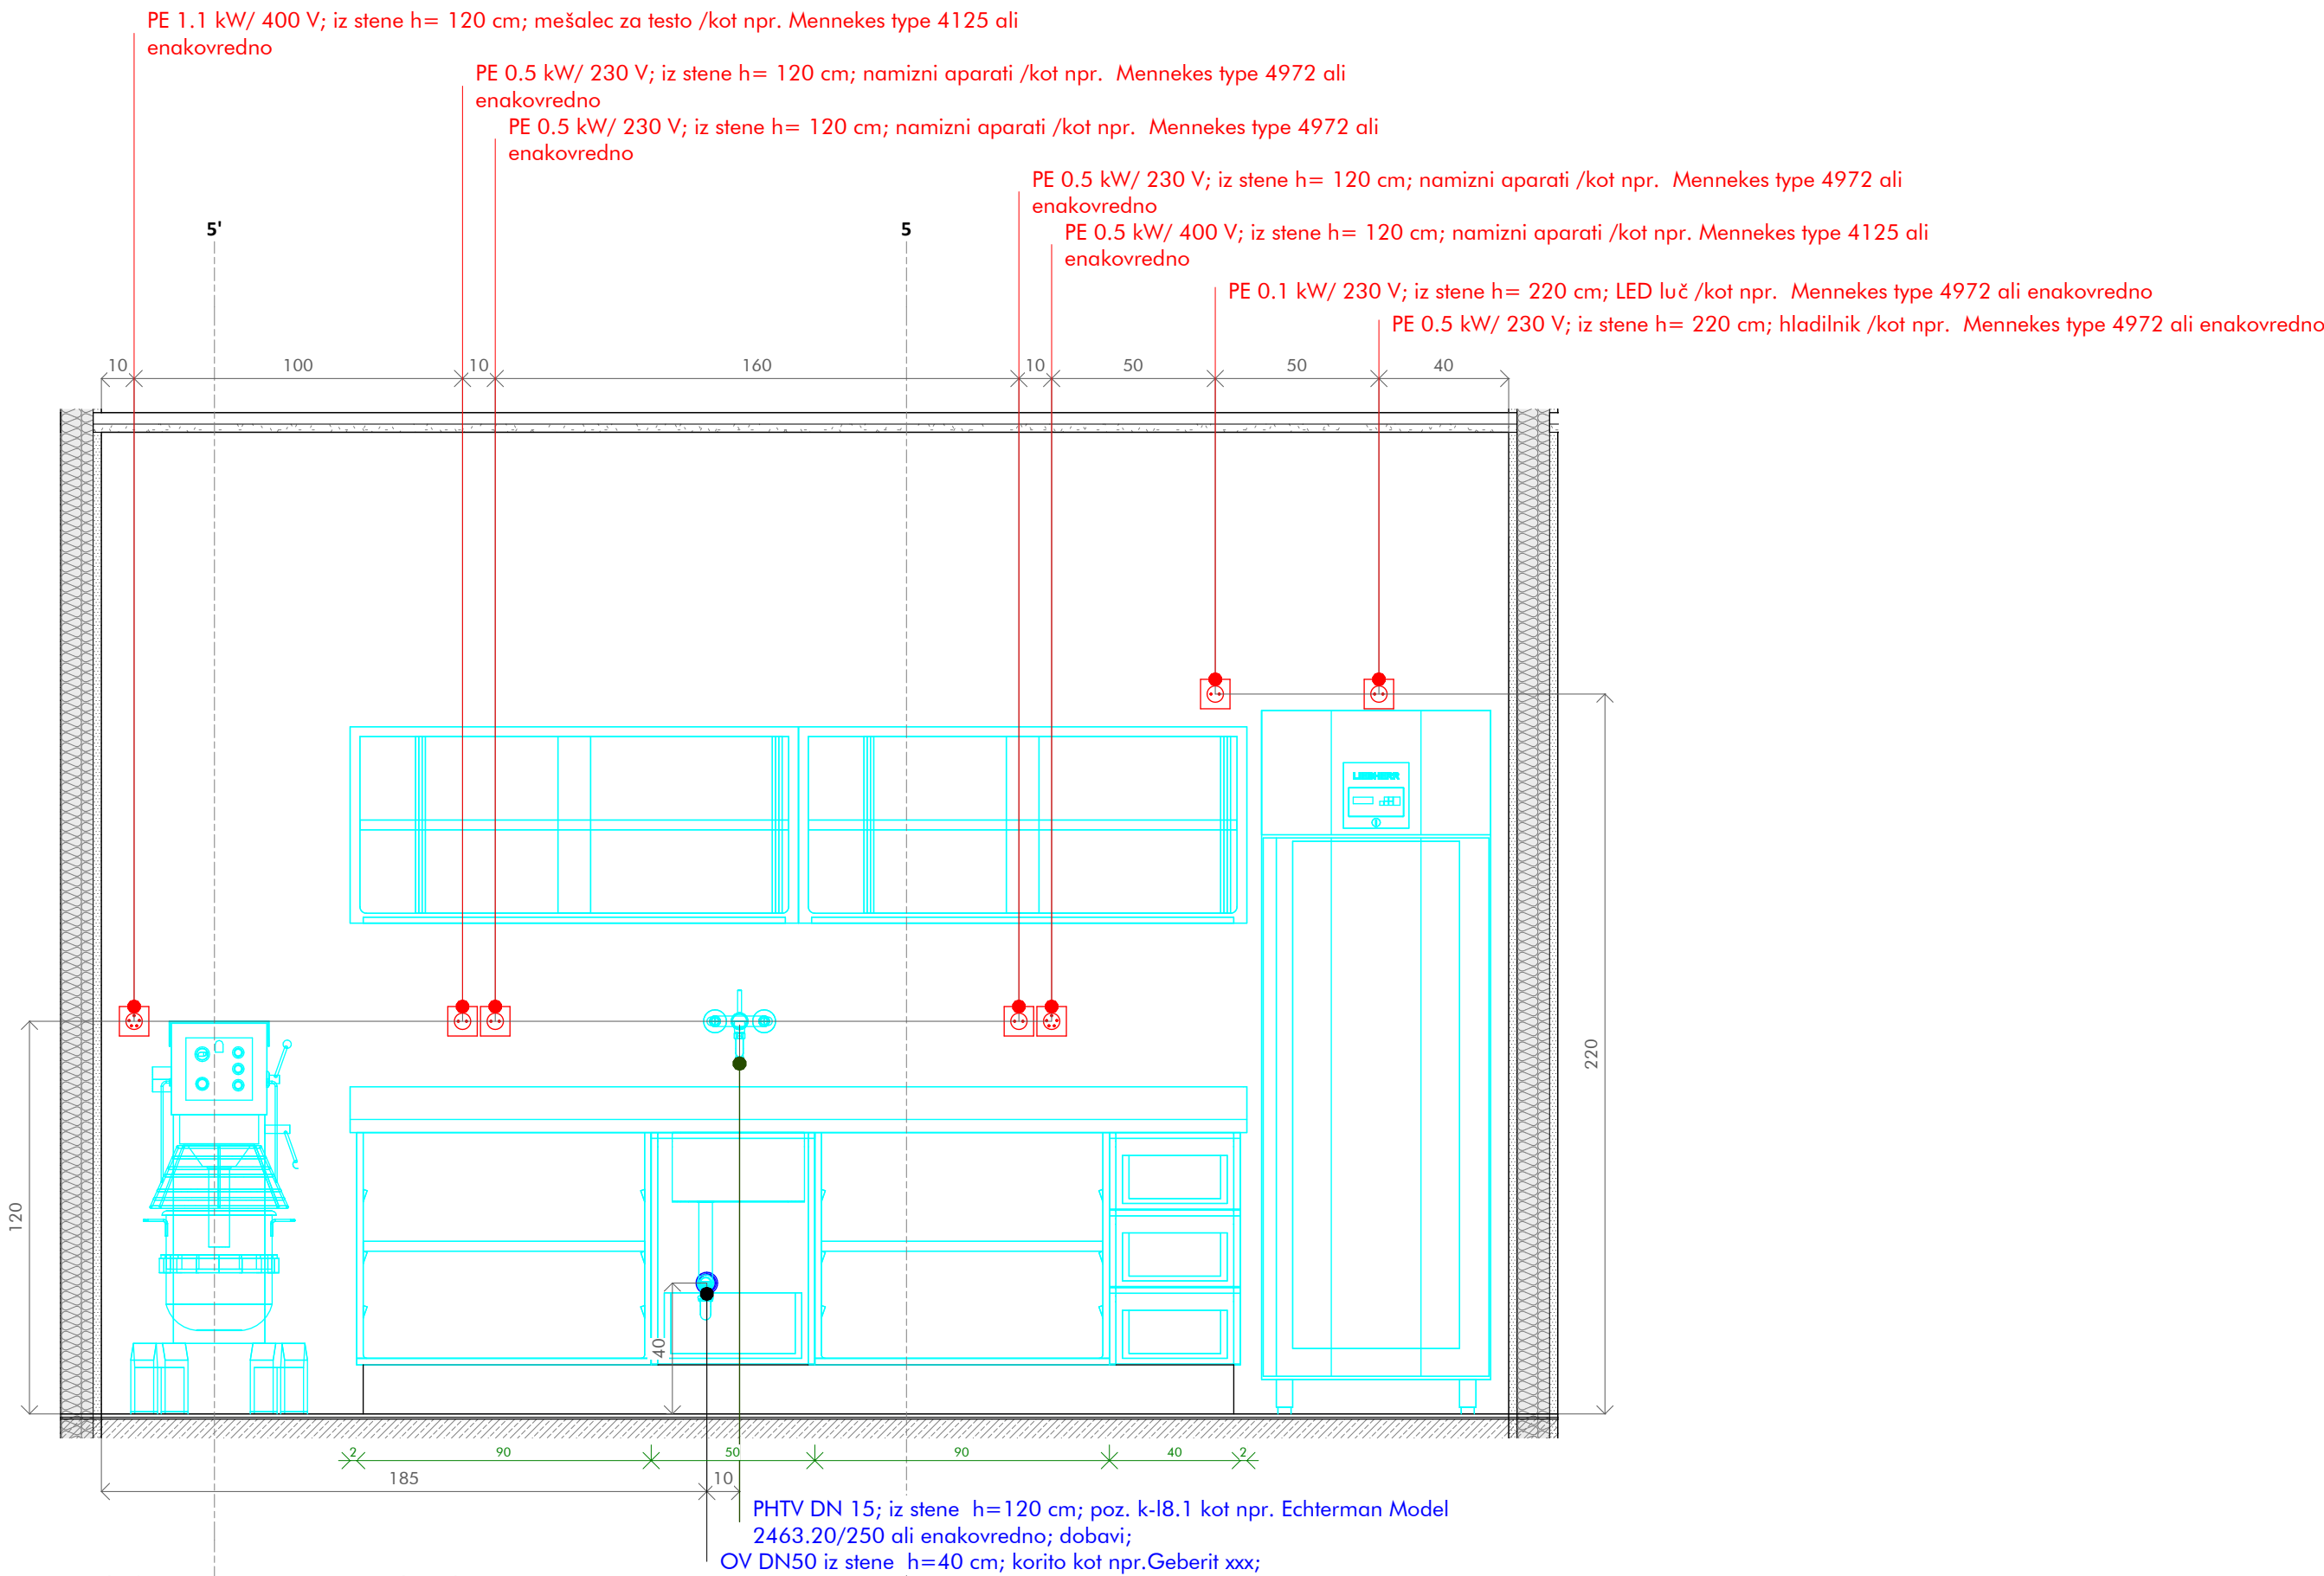 PE 1.1 kW/ 400 V; iz stene h= 120 cm; mešalec za testo /kot npr. Mennekes type 4125 ali
enakovredno
PE 0.5 kW/ 230 V; iz stene h= 120 cm; namizni aparati /kot npr.  Mennekes type 4972 ali
enakovredno
PE 0.5 kW/ 230 V; iz stene h= 120 cm; namizni aparati /kot npr.  Mennekes type 4972 ali
enakovredno
PE 0.5 kW/ 230 V; iz stene h= 120 cm; namizni aparati /kot npr.  Mennekes type 4972 ali
enakovredno
PE 0.5 kW/ 400 V; iz stene h= 120 cm; namizni aparati /kot npr. Mennekes type 4125 ali
enakovredno
5'
5
PE 0.1 kW/ 230 V; iz stene h= 220 cm; LED luč /kot npr.  Mennekes type 4972 ali enakovredno
PE 0.5 kW/ 230 V; iz stene h= 220 cm; hladilnik /kot npr.  Mennekes type 4972 ali enakovredno
10 100 10 160 10 50 50 40
LIEBHERR
220
120
40
2 90 50 90 40 2
185 10
PHTV DN 15; iz stene  h=120 cm; poz. k-l8.1 kot npr. Echterman Model
2463.20/250 ali enakovredno; dobavi;
OV DN50 iz stene  h=40 cm; korito kot npr.Geberit xxx;